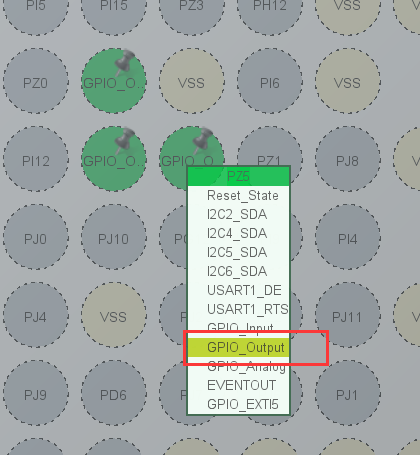 PI5 PI15 PZ3 PH12 VSS
PZ0 GPIO_O.. VSS PI6 VSS
PI12 GPIO_O.. GPIO_O.. PZ1 PJ8
PZ5
Reset_State
I2C2_SDA
PJ0 PJ10 PI4
I2C4_SDA
I2C5_SDA
I2C6_SDA
USART1_DE
USART1_RTS
PJ4 VSS PJ11
GPIO_Input
GPIO_Output
GPIO_Analog
EVENTOUT
PJ9 PD6 PJ1
GPIO_EXTI5